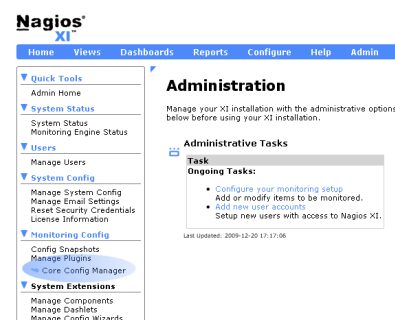 Nagios®
XI™
Home Views Dashboards Reports Configure Help Admin
Quick Tools
Admin Home
System Status
System Status
Monitoring Engine Status
Users
Manage Users
System Config
Manage System Config
Manage Email Settings
Reset Security Credentials
License Information
Monitoring Config
Config Snapshots
Manage Plugins
Core Config Manager
System Extensions
Manage Components
Manage Dashlets
Manage Config Wizards
Administration
Manage your XI installation with the administrative options
below before using your XI installation.
Administrative Tasks
Task
Ongoing Tasks:
Configure your monitoring setup
Add or modify items to be monitored.
Add new user accounts
Setup new users with access to Nagios XI.
Last Updated: 2009-12-20 17:17:06